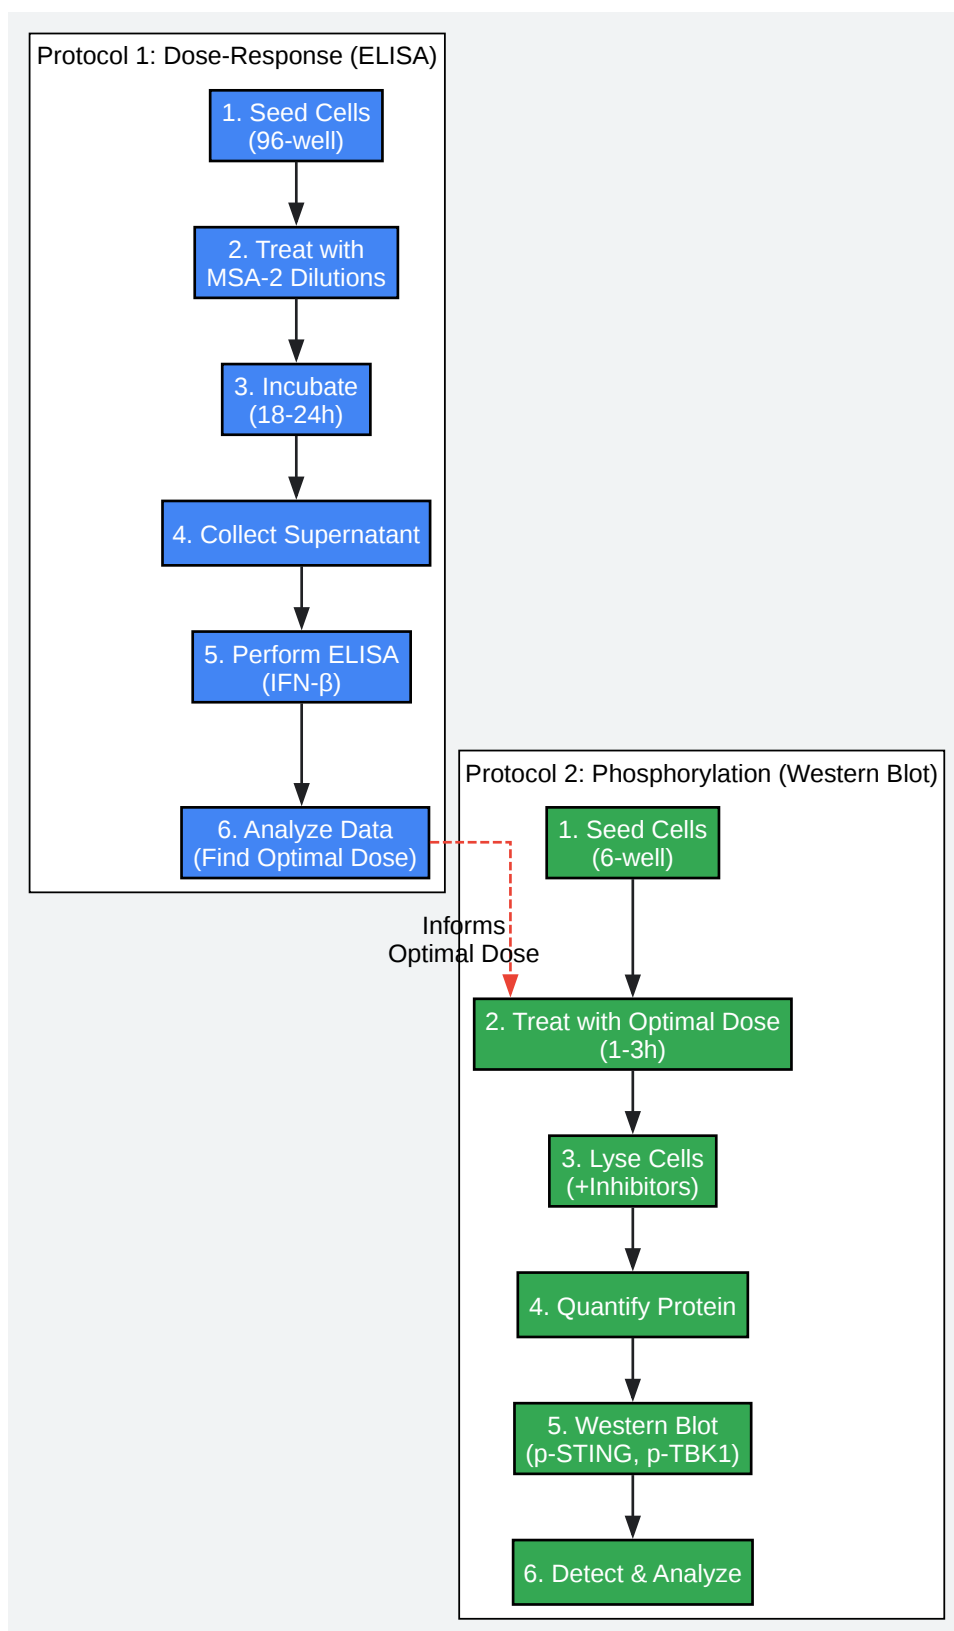 Protocol 1: Dose-Response (ELISA)
1. Seed Cells
(96-well)
2. Treat with
MSA-2 Dilutions
3. Incubate
(18-24h)
4. Collect Supernatant
5. Perform ELISA
(IFN-β)
6. Analyze Data
(Find Optimal Dose)
Informs
Optimal Dose
Protocol 2: Phosphorylation (Western Blot)
1. Seed Cells
(6-well)
2. Treat with Optimal Dose
(1-3h)
3. Lyse Cells
(+Inhibitors)
4. Quantify Protein
5. Western Blot
(p-STING, p-TBK1)
6. Detect & Analyze